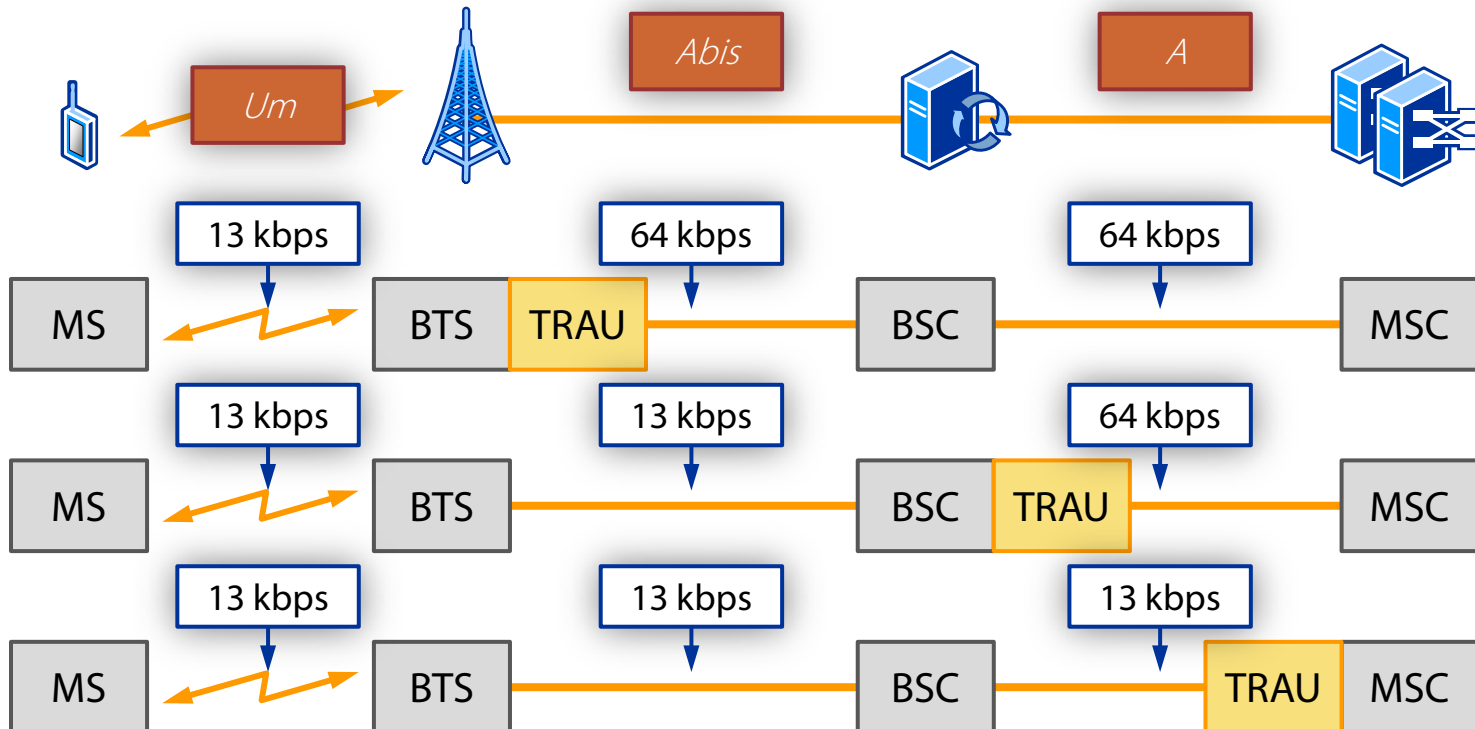 Um
Abis
A
13 kbps
64 kbps
64 kbps
MS
BTS
TRAU
BSC
MSC
13 kbps
13 kbps
64 kbps
MS
BTS
BSC
TRAU
MSC
13 kbps
13 kbps
13 kbps
MS
BTS
BSC
TRAU
MSC